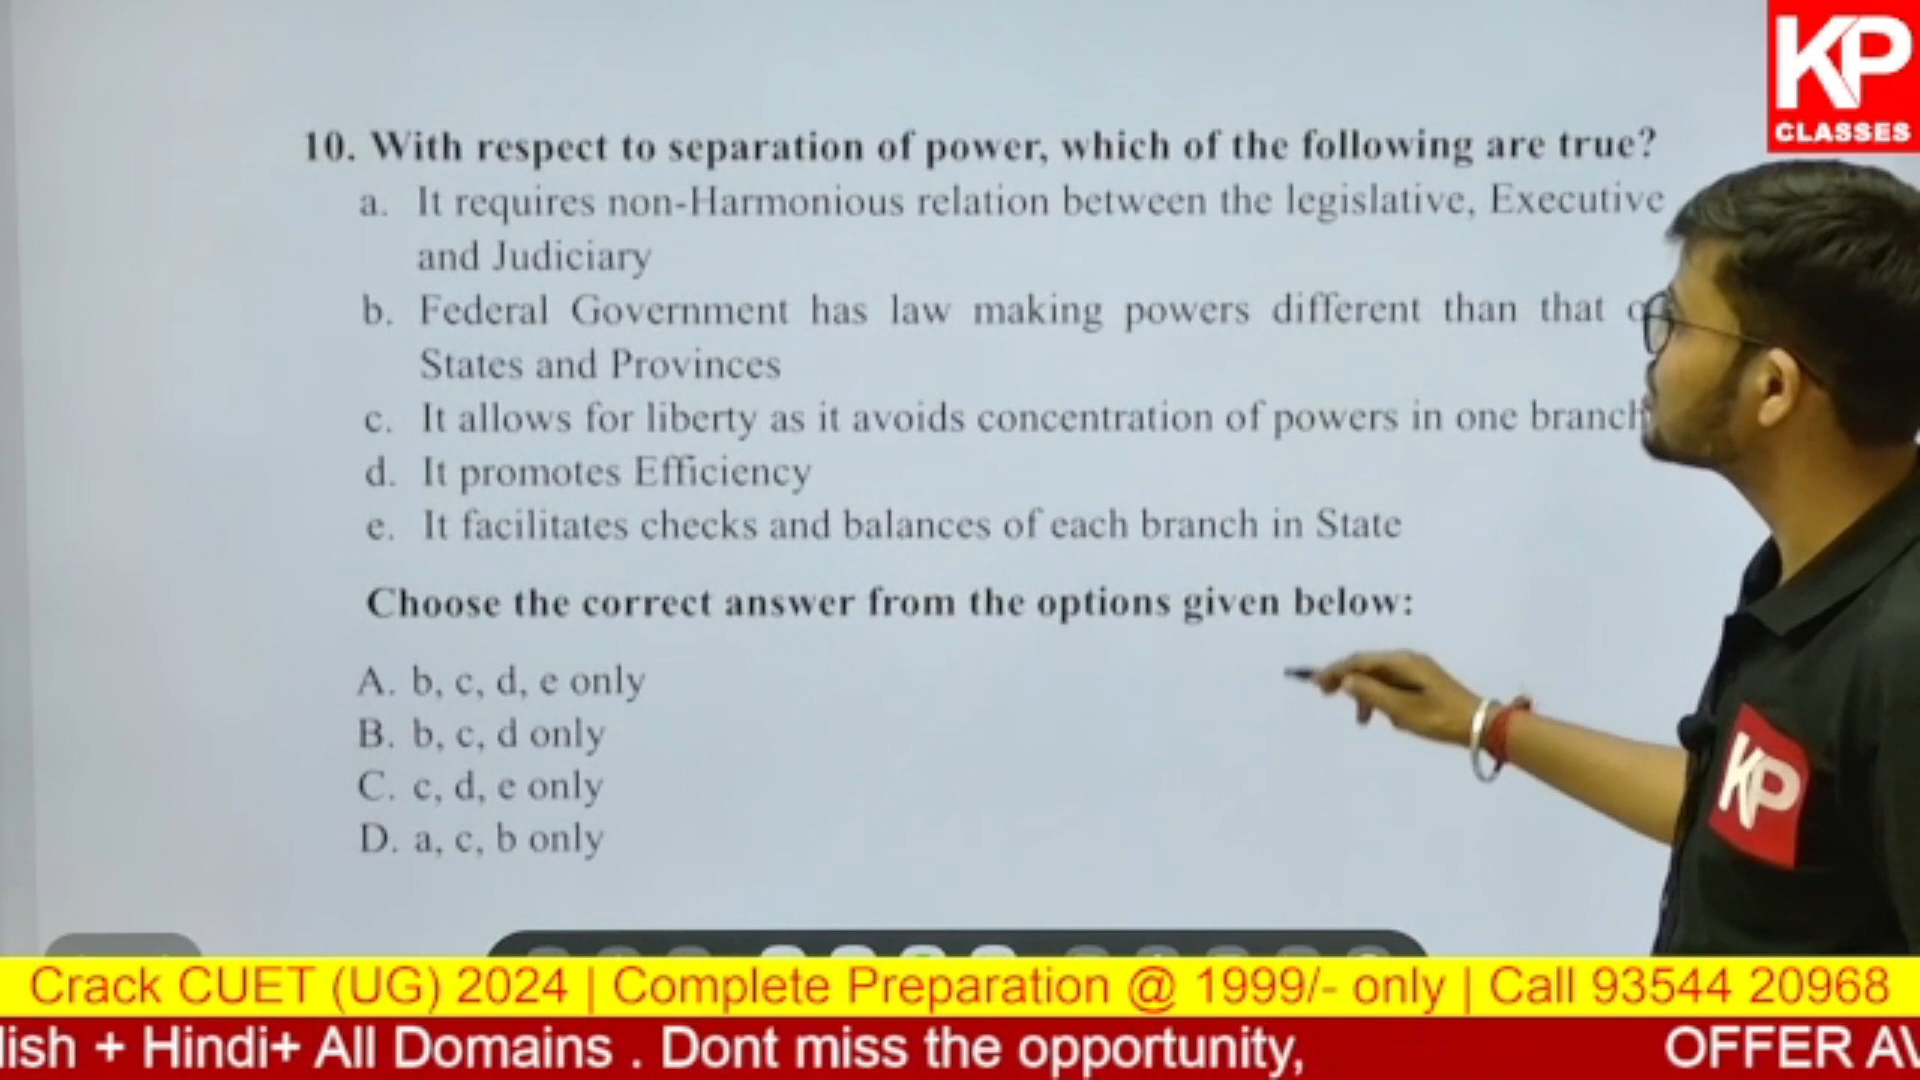 KP
CLASSES
10. With respect to separation of power, which of the following are true?
a. It requires non-Harmonious relation between the legislative, Executive
and Judiciary
b. Federal Government has law making powers different than that
States and Provinces
c. It allows for liberty as it avoids concentration of powers in one branch
d. It promotes Efficiency
e. It facilitates checks and balances of each branch in State
Choose the correct answer from the options given below:
A. b, c, d, e only
B. b, c, d only
C. c, d, e only
D. a, c, b only
KP
Crack CUET (UG) 2024 | Complete Preparation @ 1999/- only | Call 93544 20968
lish + Hindi+ All Domains . Dont miss the opportunity, OFFER AV